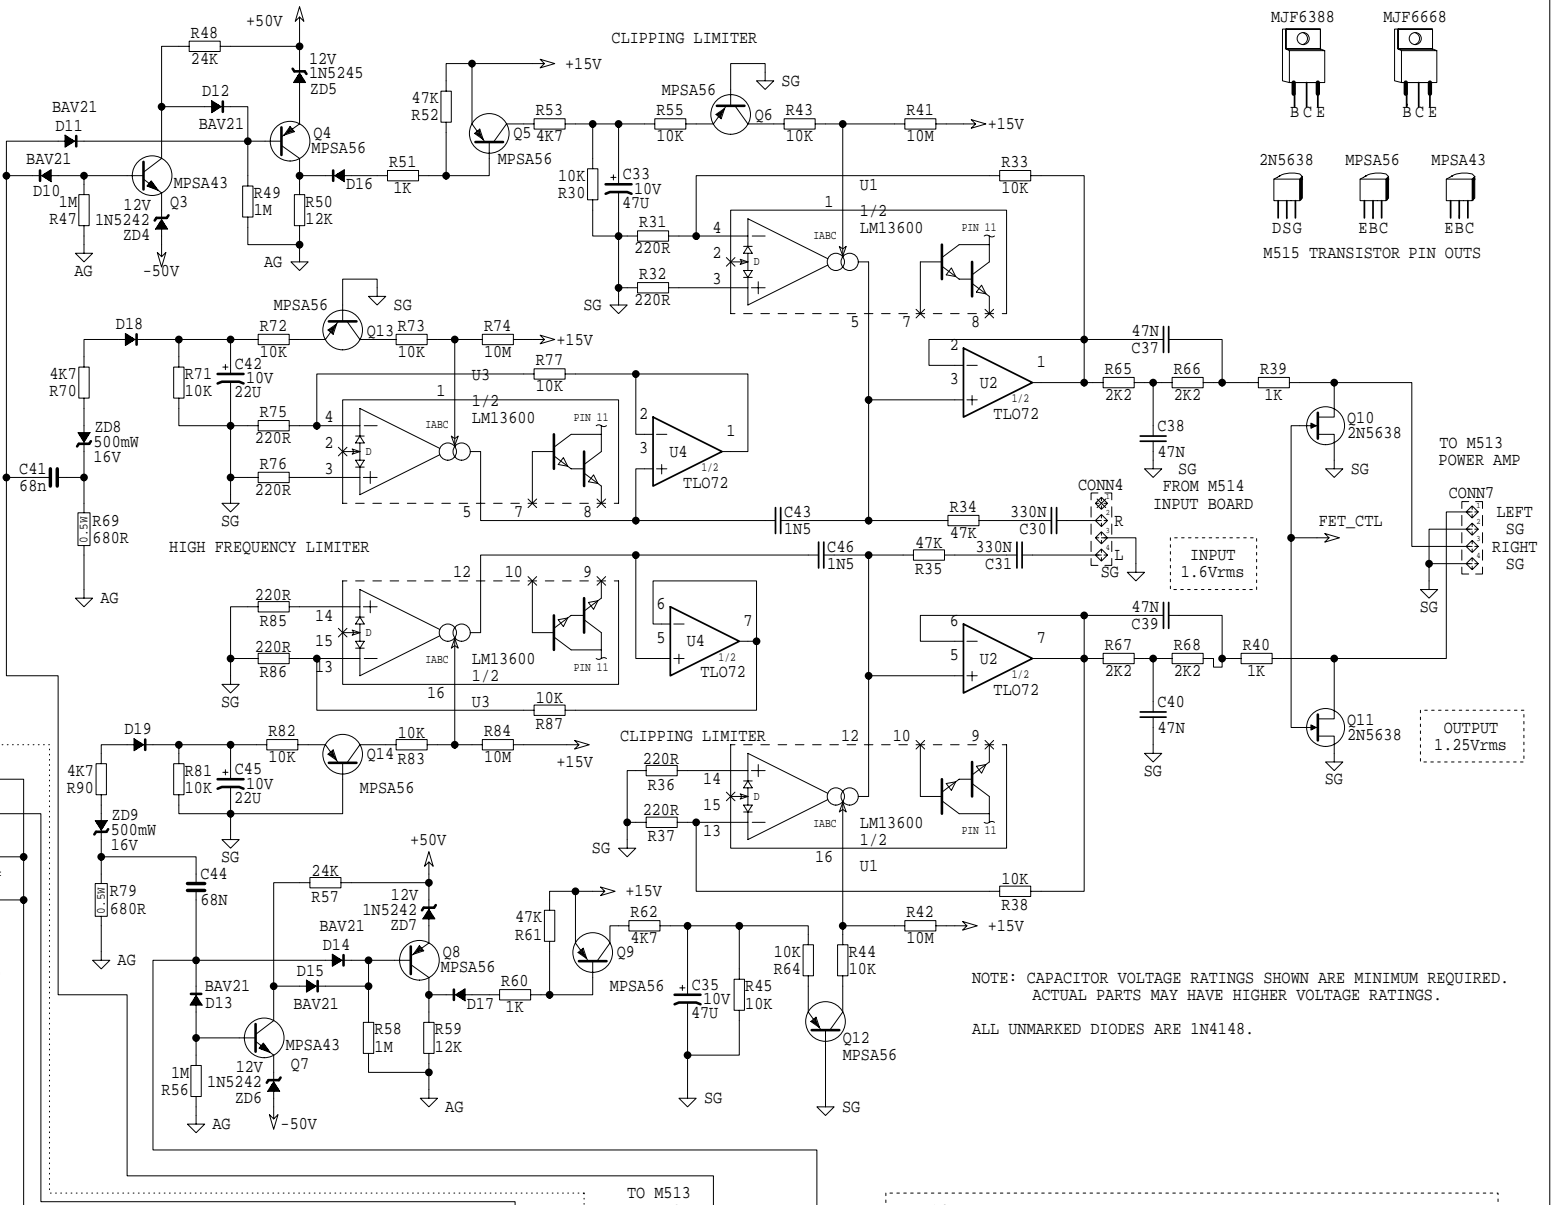 +50V
R48
24K
12V
1N5245
ZD5
CLIPPING LIMITER
+15V
MJF6388
MJF6668
B C E
B C E
BAV21
D11
D12
BAV21
47K
R52
MPSA56
SG
Q4
MPSA56
Q5
MPSA56
R53
4K7
R55
10K
Q6
R43
10K
R41
10M
+15V
BAV21
D10
1M
R47
MPSA43
Q3
12V
1N5242
ZD4
R49
1M
R50
12K
D16
R51
1K
10K
R30
C33
+
10V
47U
R33
10K
U1
1/2
LM13600
1
2N5638
MPSA56
MPSA43
DSG
EBC
EBC
M515 TRANSISTOR PIN OUTS
AG
-50V
AG
R31
220R
4
2
3
IABC
D
PIN 11
R32
220R
SG
5
7
8
MPSA56
SG
D18
R72
10K
Q13
R73
10K
R74
10M
+15V
4K7
R70
R71
10K
C42
+
10V
22U
R77
10K
U3
1/2
LM13600
1
47N
C37
2
3
1
U2
1/2
TLO72
R65
2K2
R66
2K2
R39
1K
ZD8
500mW
16V
R75
220R
4
2
3
IABC
D
PIN 11
2
3
1
U4
1/2
TLO72
C38
47N
SG
Q10
2N5638
SG
TO M513
POWER AMP
C41
68n
R76
220R
SG
5
7
8
FROM M514
INPUT BOARD
CONN4
CONN7
0.5W
R69
680R
C43
1N5
R34
47K
330N
C30
R
FET_CTL
LEFT
SG
RIGHT
SG
HIGH FREQUENCY LIMITER
C46
1N5
47K
R35
330N
C31
L
SG
INPUT
1.6Vrms
AG
12
10
9
220R
R85
14
15
13
D
IABC
LM13600
1/2
PIN 11
6
5
7
U4
1/2
TLO72
47N
C39
6
5
7
U2
1/2
TLO72
R67
2K2
R68
2K2
R40
1K
SG
220R
R86
SG
16
U3
10K
R87
C40
47N
SG
Q11
2N5638
SG
OUTPUT
1.25Vrms
D19
R82
10K
Q14
MPSA56
10K
R83
R84
10M
+15V
CLIPPING LIMITER
12
10
9
4K7
R90
R81
10K
C45
+
10V
22U
220R
R36
14
15
13
D
IABC
LM13600
1/2
PIN 11
ZD9
500mW
16V
SG
220R
R37
SG
16
U1
0.5W
R79
680R
C44
68N
+50V
24K
R57
12V
1N5242
ZD7
47K
R61
+15V
R62
4K7
10K
R38
R42
10M
+15V
AG
BAV21
D14
Q8
MPSA56
Q9
MPSA56
10K
R64
R44
10K
BAV21
D13
D15
BAV21
D17
R60
1K
C35
+
10V
47U
R45
10K
NOTE: CAPACITOR VOLTAGE RATINGS SHOWN ARE MINIMUM REQUIRED.
ACTUAL PARTS MAY HAVE HIGHER VOLTAGE RATINGS.
ALL UNMARKED DIODES ARE 1N4148.
MPSA43
Q7
R58
1M
R59
12K
Q12
MPSA56
1M
R56
12V
1N5242
ZD6
AG
-50V
AG
SG
SG
TO M513